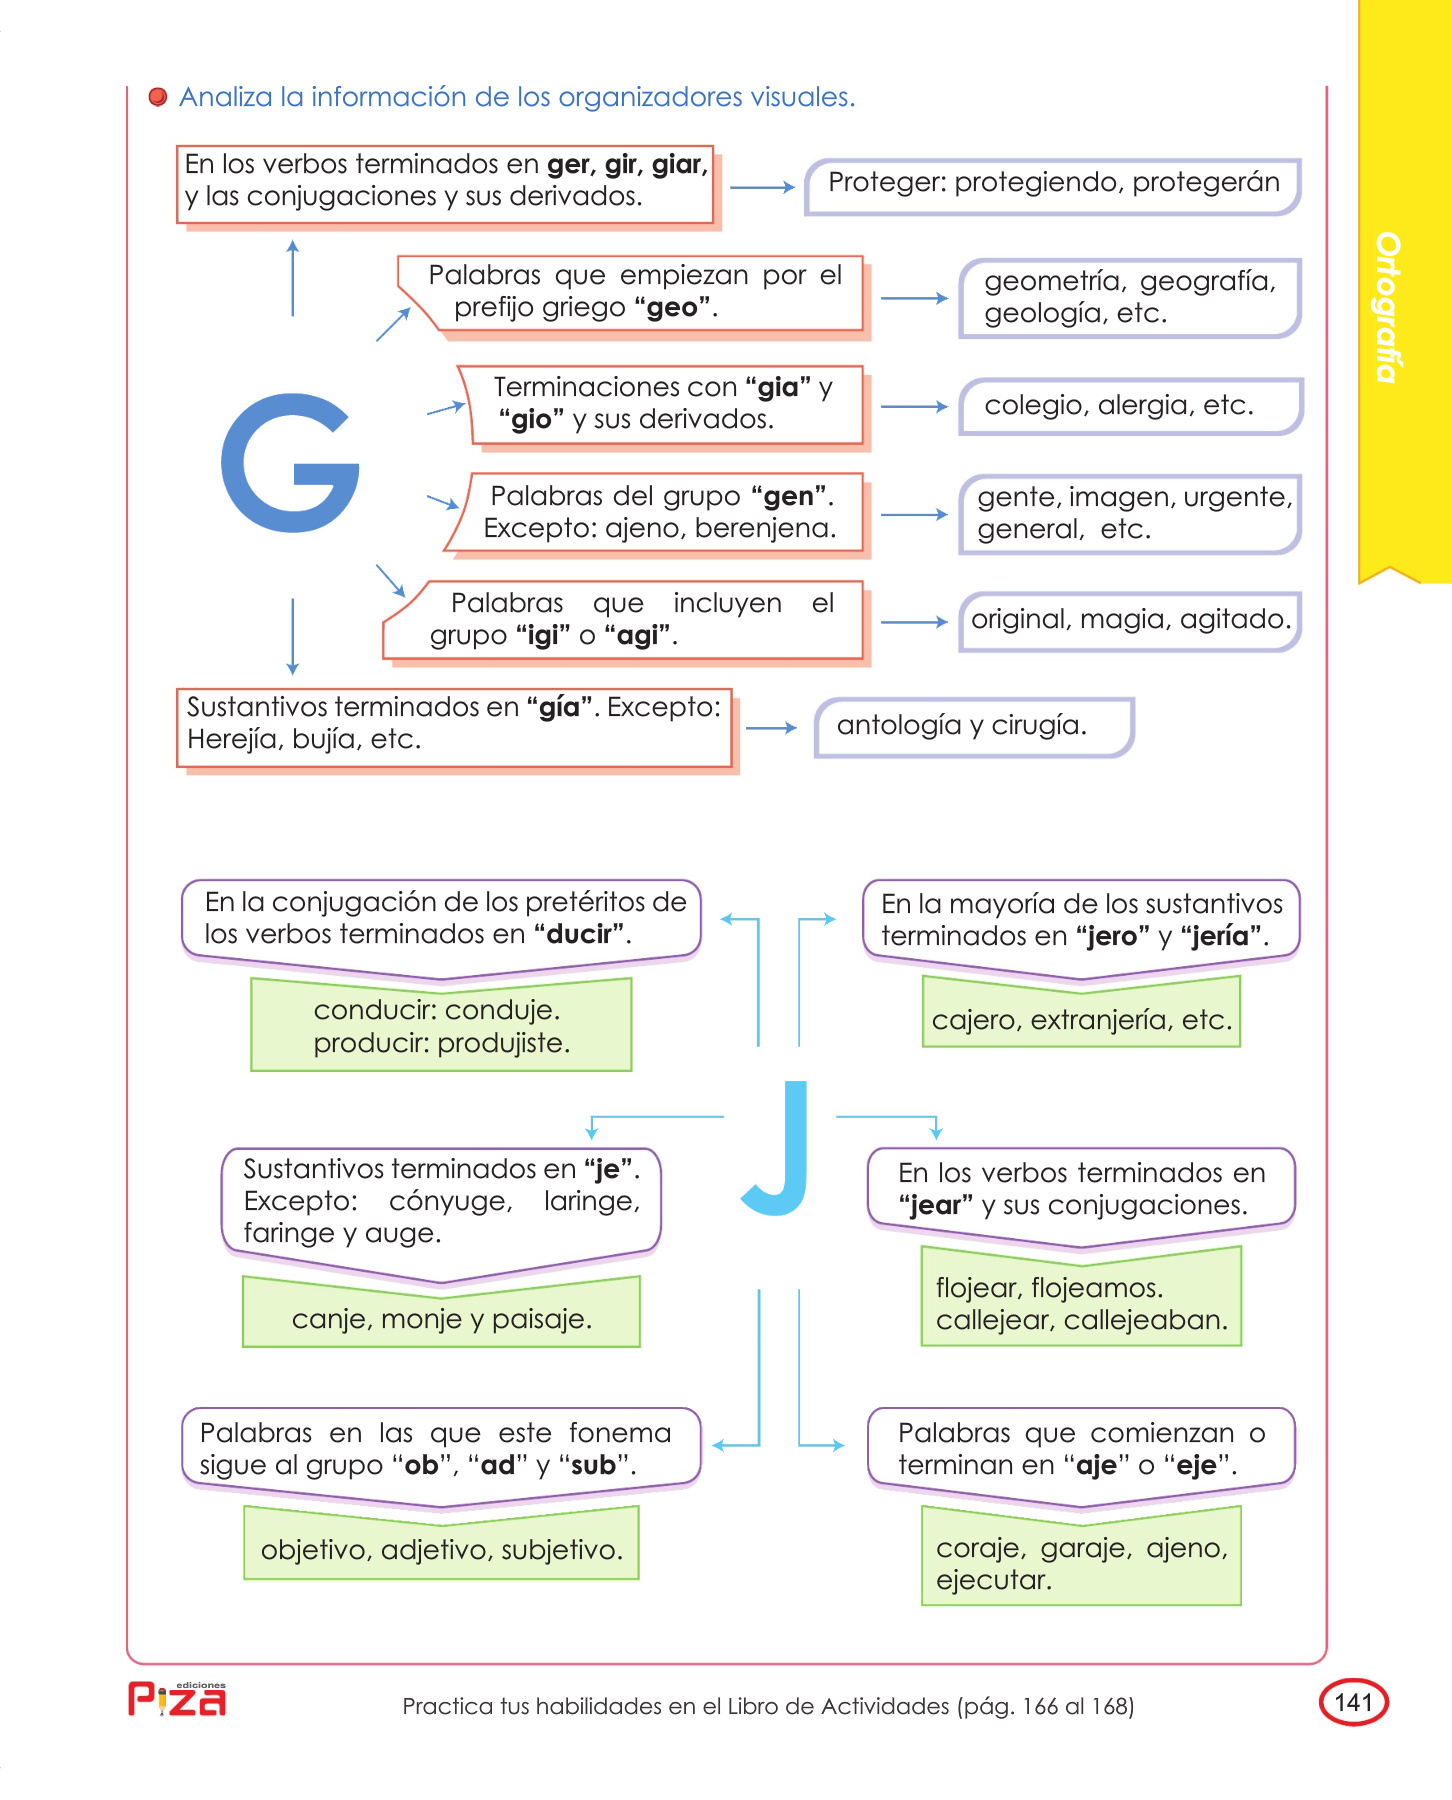 Analiza la información de los organizadores visuales.
En los verbos terminados en ger, gir, giar,
y las conjugaciones y sus derivados.
Proteger: protegiendo, protegerán
Palabras que empiezan por el
prefijo griego “geo”.
geometría, geografía,
geología, etc.
Terminaciones con “gia” y
“gio” y sus derivados.
colegio, alergia, etc.
G
Palabras del grupo “gen”.
Excepto: ajeno, berenjena.
gente, imagen, urgente,
general, etc.
Palabras que incluyen el
grupo “igi” o “agi”.
original, magia, agitado.
Sustantivos terminados en “gía”. Excepto:
Herejía, bujía, etc.
antología y cirugía.
Ortografía
En la conjugación de los pretéritos de
los verbos terminados en “ducir”.
conducir: conduje.
producir: produjiste.
En la mayoría de los sustantivos
terminados en “jero” y “jería”.
cajero, extranjería, etc.
J
Sustantivos terminados en “je”.
Excepto: cónyuge, laringe,
faringe y auge.
canje, monje y paisaje.
En los verbos terminados en
“jear” y sus conjugaciones.
flojear, flojeamos.
callejear, callejeaban.
Palabras en las que este fonema
sigue al grupo “ob”, “ad” y “sub”.
objetivo, adjetivo, subjetivo.
Palabras que comienzan o
terminan en “aje” o “eje”.
coraje, garaje, ajeno,
ejecutar.
ediciones
Piza
Practica tus habilidades en el Libro de Actividades (pág. 166 al 168)
141